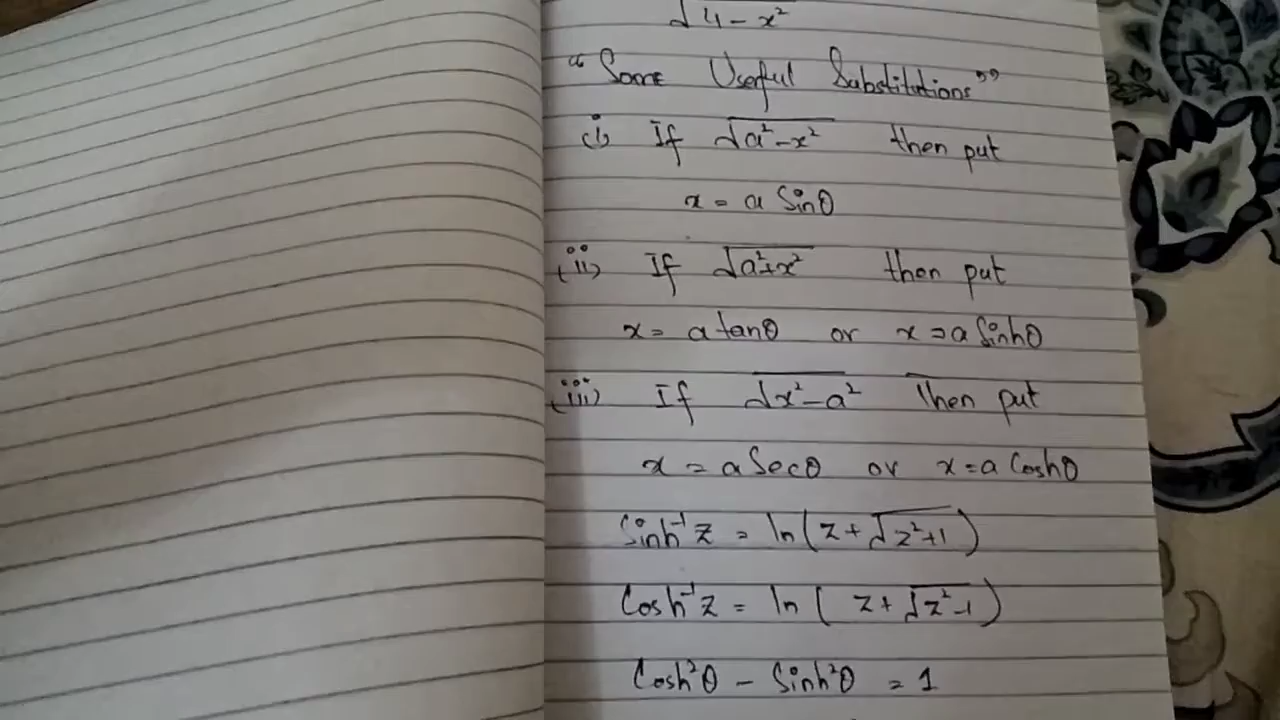 √4 - x²
"Some Useful Substitutions"
(i) If √a² - x² then put
x = a Sinθ
(ii) If √a² + x² then put
x = a tanθ or x = a Sinhθ
(iii) If √x² - a² Then put
x = a Secθ or x = a Coshθ
Sinh⁻¹z = ln(z + √z² + 1)
Cosh⁻¹z = ln(z + √z² - 1)
Cosh²θ - Sinh²θ = 1